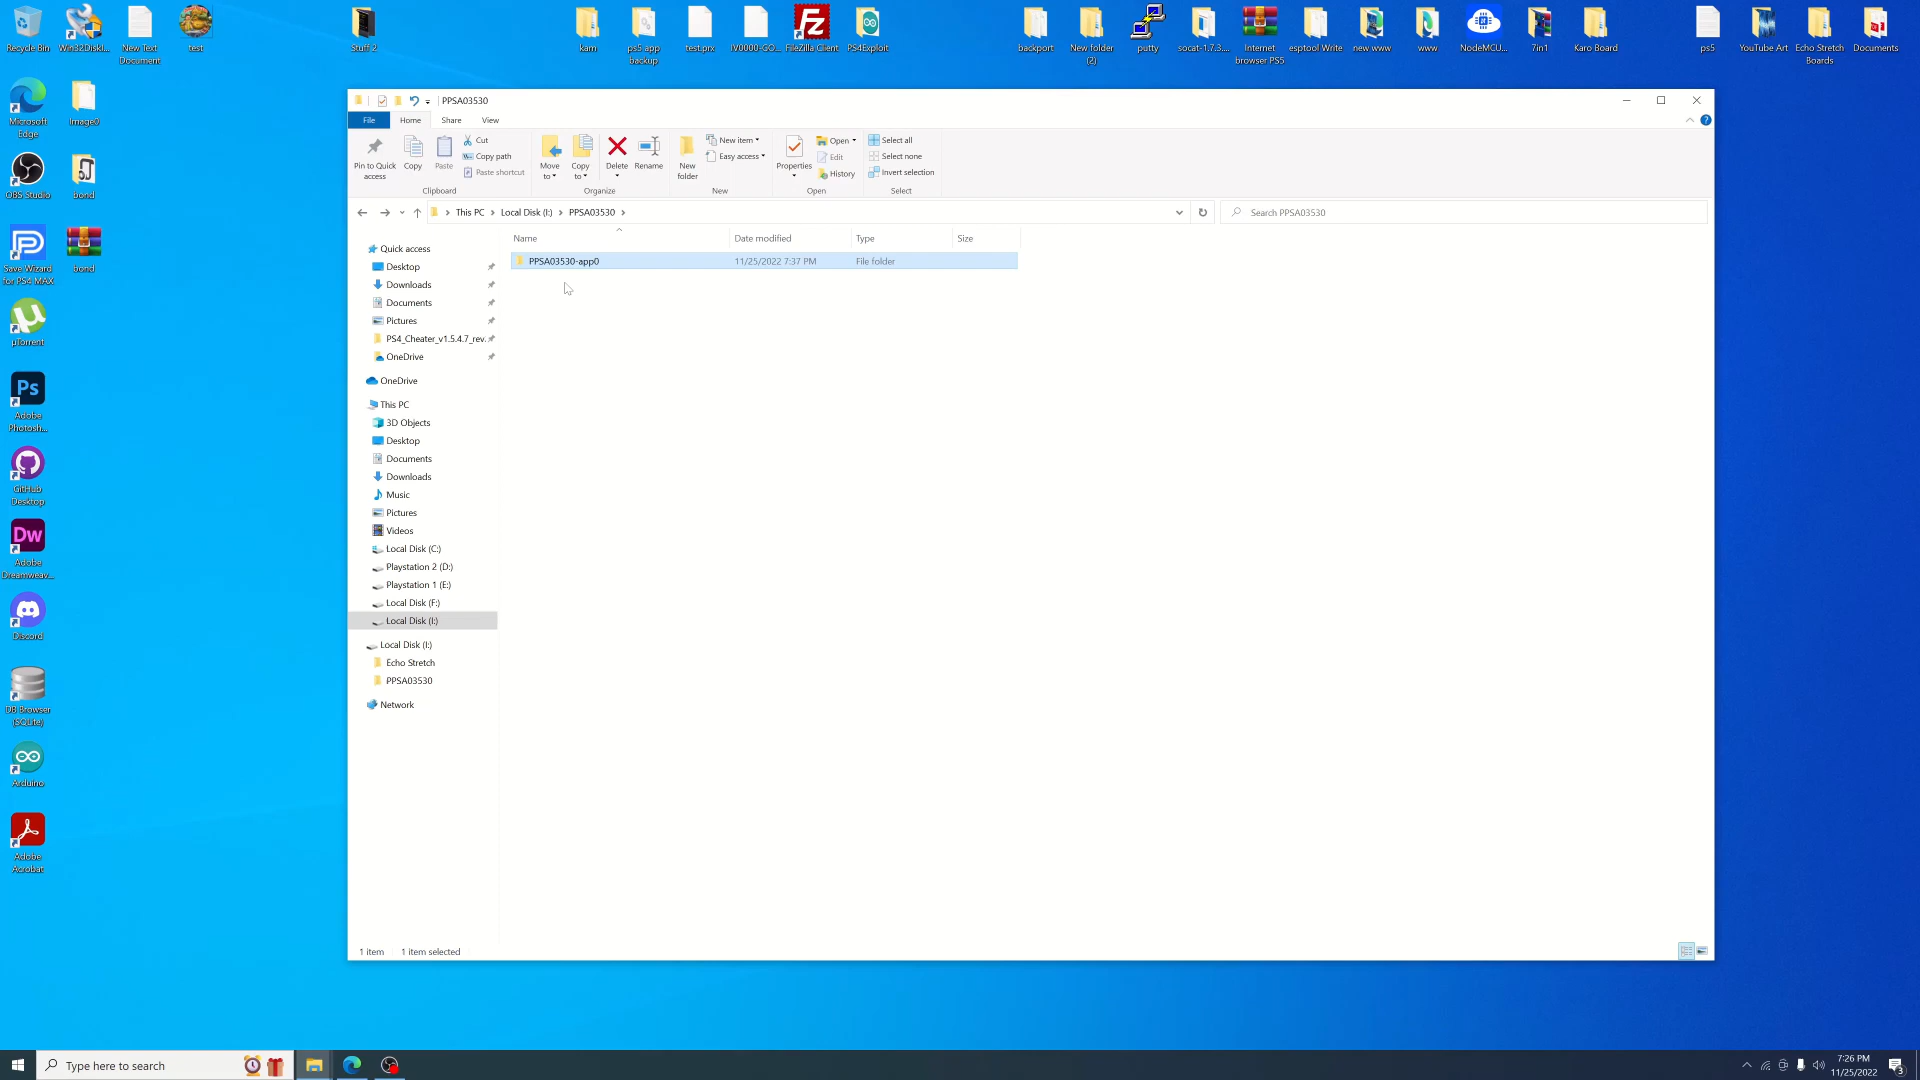 Recycle Bin
Win32DiskI...
New Text
Document
test
Stuff 2
kam
ps5 app
backup
test.prx
IV0000-GO...
FileZilla Client
PS4Exploit
backport
New folder
(2)
putty
socat-1.7.3....
Internet
browser PS5
esptool Write
new www
www
NodeMCU...
7in1
Karo Board
ps5
YouTube Art
Echo Stretch
Boards
Documents
Microsoft
Edge
Image0
OBS Studio
bond
Save Wizard
for PS4 MAX
bond
µTorrent
Ps
Adobe
Photosh...
GitHub
Desktop
Dw
Adobe
Dreamweav...
Discord
DB Browser
(SQLite)
Arduino
Adobe
Acrobat
PPSA03530
File Home Share View
Pin to Quick
access
Copy
Paste
Cut
Copy path
Paste shortcut
Clipboard
Move
to
Copy
to
Delete
Rename
Organize
New
folder
New item
Easy access
New
Properties
Open
Edit
History
Open
Select all
Select none
Invert selection
Select
This PC > Local Disk (I:) > PPSA03530 >
Search PPSA03530
Name Date modified Type Size
PPSA03530-app0 11/25/2022 7:37 PM File folder
Quick access
Desktop
Downloads
Documents
Pictures
PS4_Cheater_v1.5.4.7_rev.
OneDrive
OneDrive
This PC
3D Objects
Desktop
Documents
Downloads
Music
Pictures
Videos
Local Disk (C:)
Playstation 2 (D:)
Playstation 1 (E:)
Local Disk (F:)
Local Disk (I:)
Local Disk (I:)
Echo Stretch
PPSA03530
Network
1 item 1 item selected
Type here to search
7:26 PM
11/25/2022
3